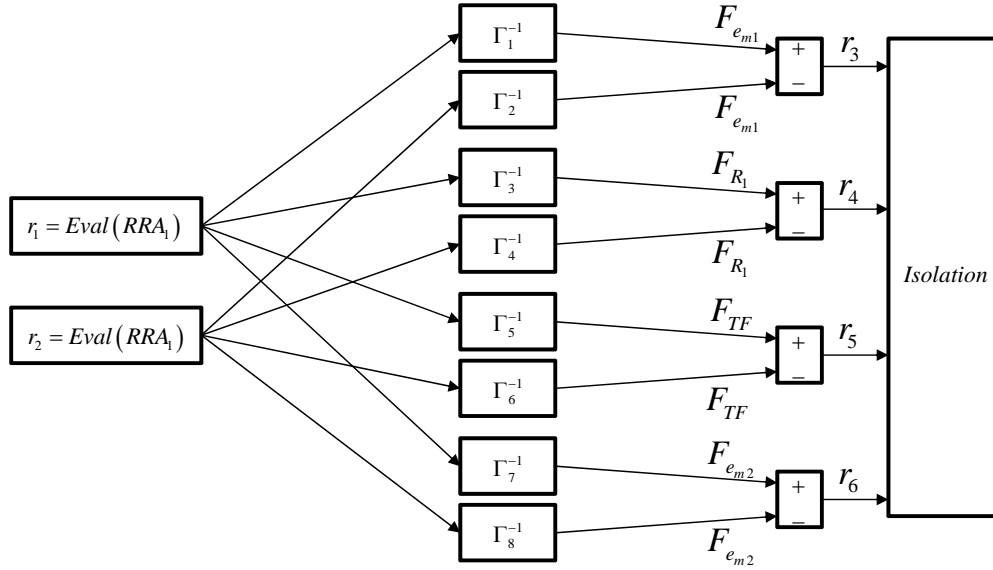 Γ₁⁻¹
F_{e_{m1}}
+
−
r₃
Γ₂⁻¹
F_{e_{m1}}
Γ₃⁻¹
F_{R₁}
+
−
r₄
Γ₄⁻¹
F_{R₁}
r₁ = Eval(RRA₁)
r₂ = Eval(RRA₁)
Isolation
Γ₅⁻¹
F_{TF}
+
−
r₅
Γ₆⁻¹
F_{TF}
Γ₇⁻¹
F_{e_{m2}}
+
−
r₆
Γ₈⁻¹
F_{e_{m2}}